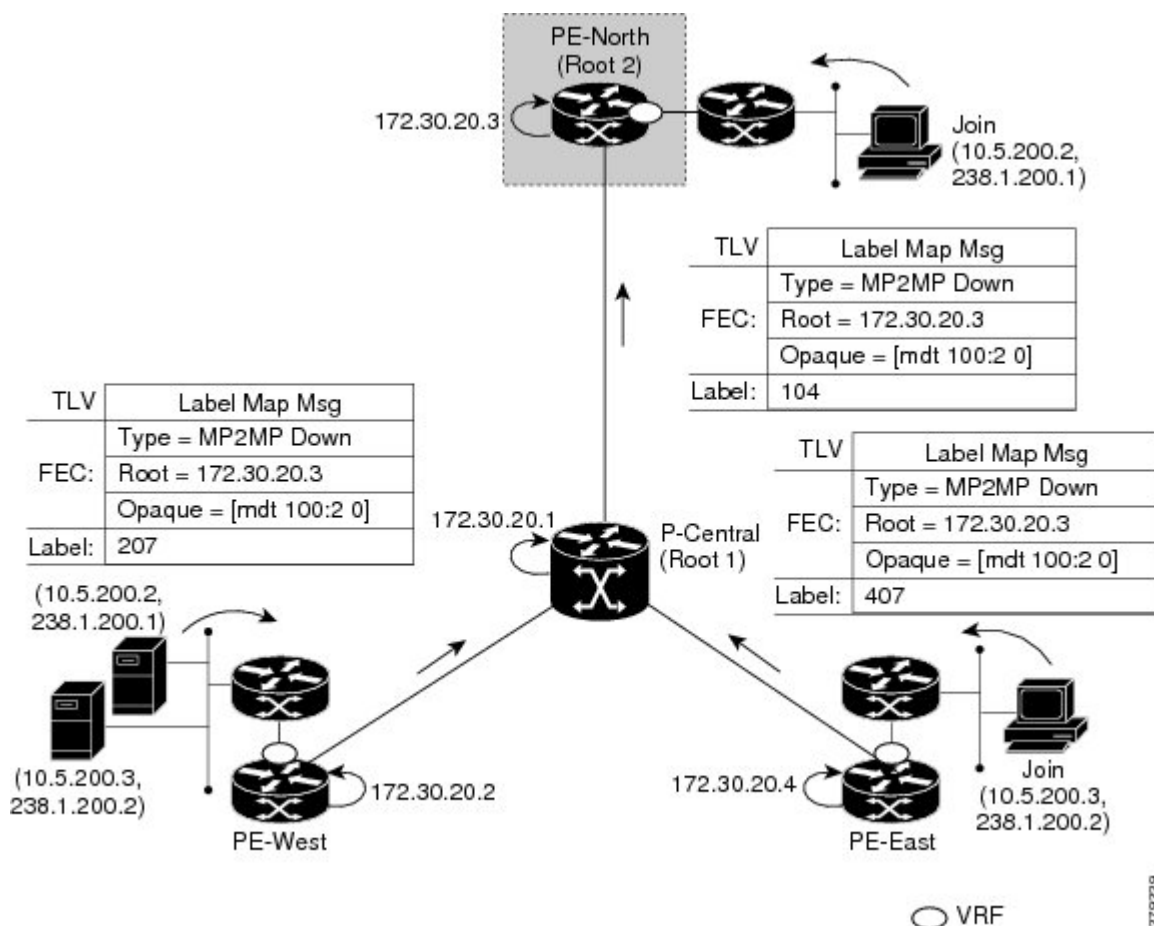 PE-North
(Root 2)
172.30.20.3
Join
(10.5.200.2,
238.1.200.1)
TLV
Label Map Msg
Type = MP2MP Down
FEC:
Root = 172.30.20.3
Opaque = [mdt 100:2 0]
Label:
104
TLV
Label Map Msg
Type = MP2MP Down
FEC:
Root = 172.30.20.3
Opaque = [mdt 100:2 0]
Label:
207
TLV
Label Map Msg
Type = MP2MP Down
FEC:
Root = 172.30.20.3
Opaque = [mdt 100:2 0]
Label:
407
172.30.20.1
P-Central
(Root 1)
(10.5.200.2,
238.1.200.1)
(10.5.200.3,
238.1.200.2)
172.30.20.2
PE-West
172.30.20.4
PE-East
Join
(10.5.200.3,
238.1.200.2)
VRF